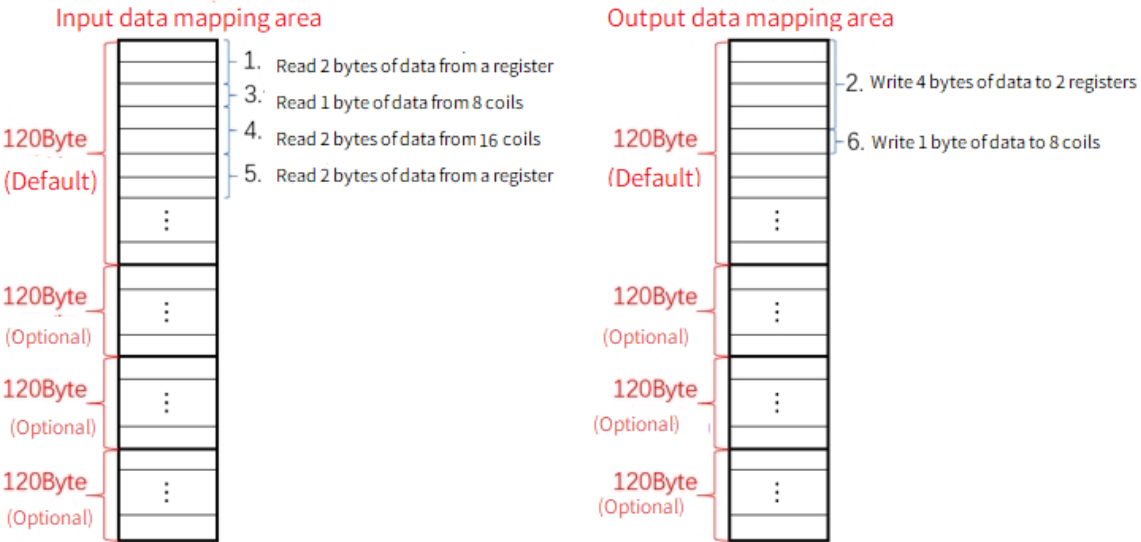 Input data mapping area
1. Read 2 bytes of data from a register
3. Read 1 byte of data from 8 coils
4. Read 2 bytes of data from 16 coils
5. Read 2 bytes of data from a register
120Byte
(Default)
120Byte
(Optional)
120Byte
(Optional)
120Byte
(Optional)
Output data mapping area
2. Write 4 bytes of data to 2 registers
6. Write 1 byte of data to 8 coils
120Byte
(Default)
120Byte
(Optional)
120Byte
(Optional)
120Byte
(Optional)